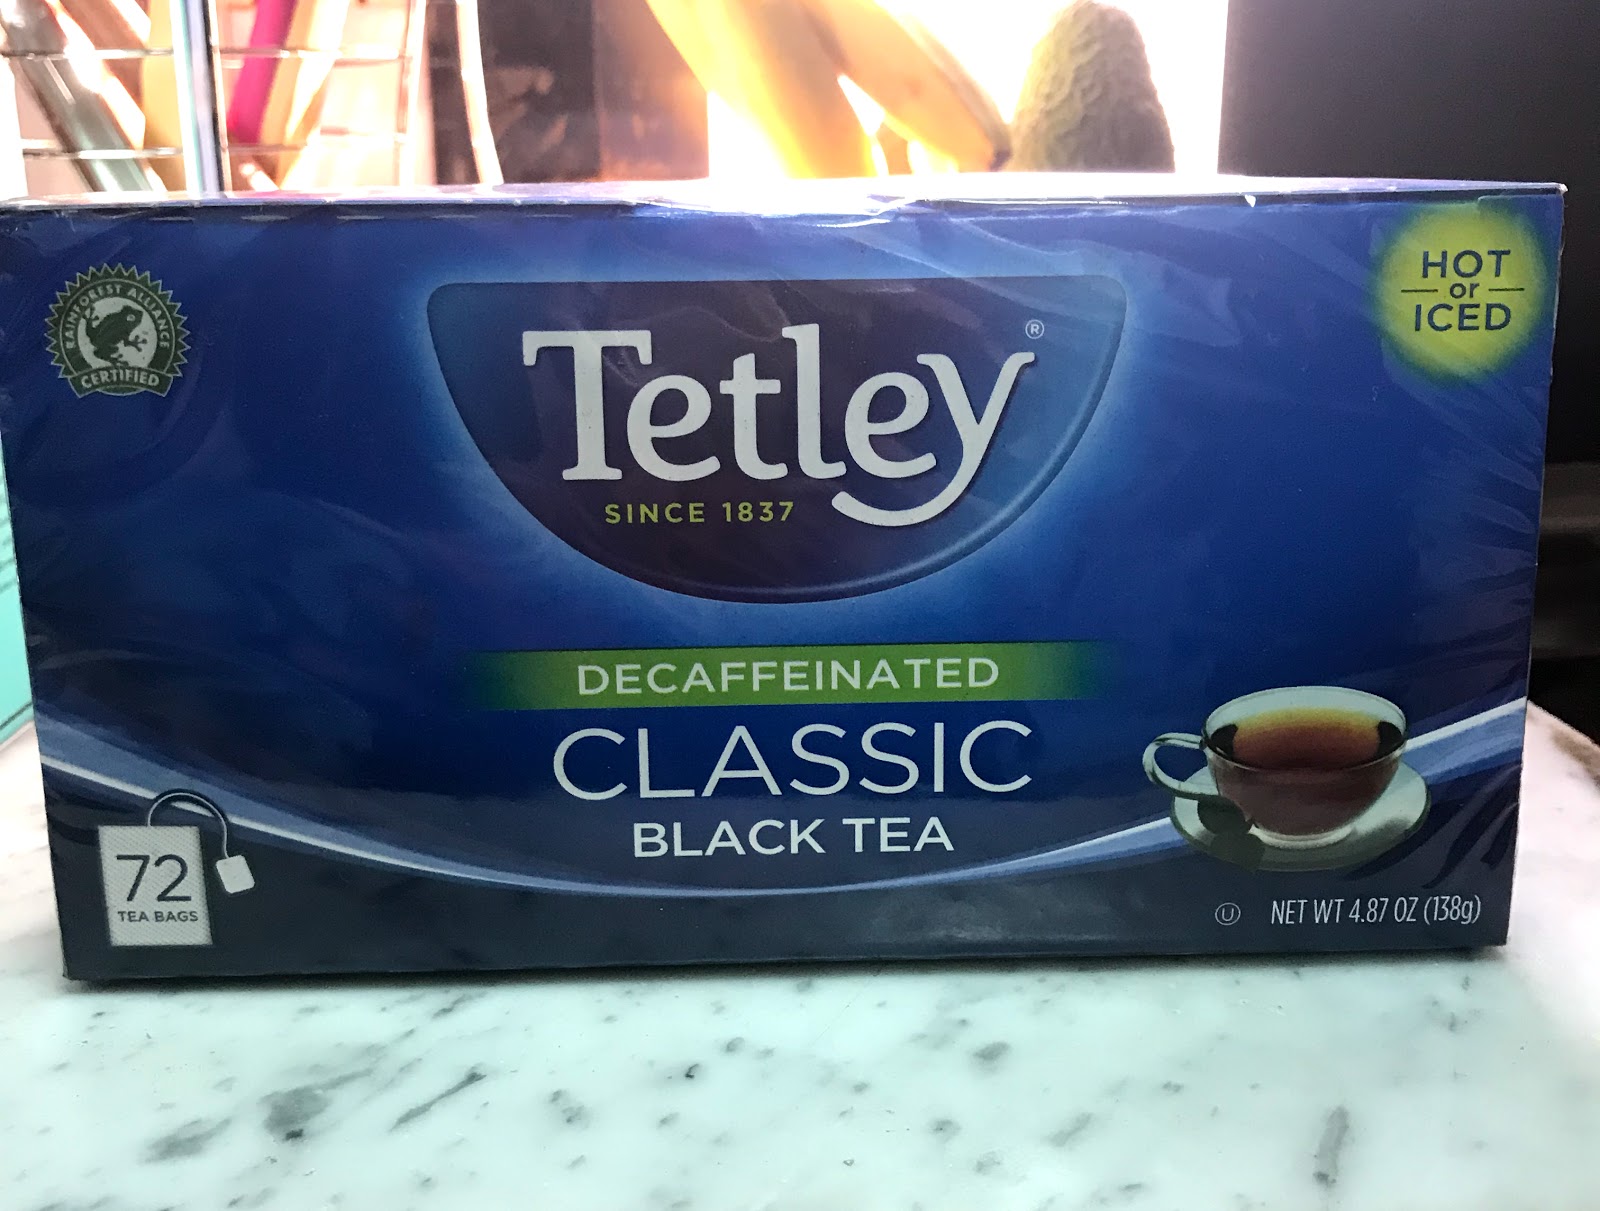 RAINFOREST ALLIANCE
CERTIFIED
HOT
or
ICED
Tetley®
SINCE 1837
DECAFFEINATED
CLASSIC
BLACK TEA
72
TEA BAGS
U NET WT 4.87 OZ (138g)